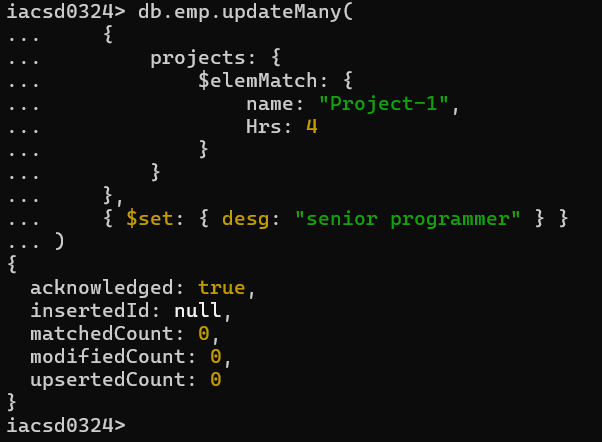 iacsd0324> db.emp.updateMany(
...     {
...         projects: {
...             $elemMatch: {
...                 name: "Project-1",
...                 Hrs: 4
...             }
...         }
...     },
...     { $set: { desg: "senior programmer" } }
... )
{
  acknowledged: true,
  insertedId: null,
  matchedCount: 0,
  modifiedCount: 0,
  upsertedCount: 0
}
iacsd0324>